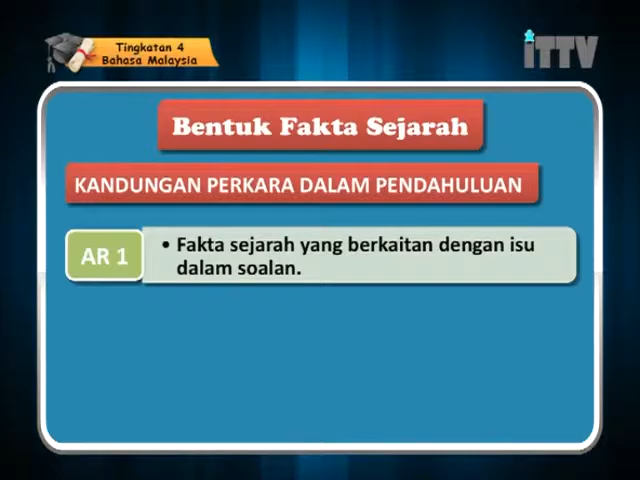 Tingkatan 4
Bahasa Malaysia
iTTV
Bentuk Fakta Sejarah
KANDUNGAN PERKARA DALAM PENDAHULUAN
AR 1
• Fakta sejarah yang berkaitan dengan isu
dalam soalan.